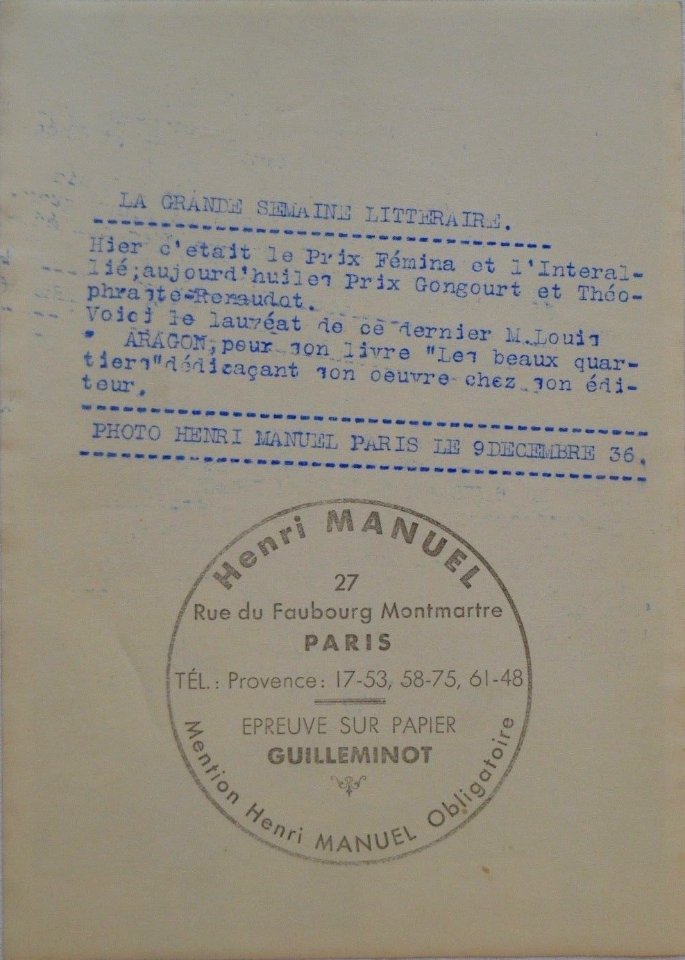 LA GRANDE SEMAINE LITTERAIRE.
Hier c'etait le Prix Fémina et l'Interal-
lié;aujourd'huiles Prix Gongourt et Théo-
phraste-Renaudot.
Voici le lauréat de ce dernier M.Louis
" ARAGON,pour son livre "Les beaux quar-
tiers"dédicaçant son oeuvre chez son édi-
teur.
PHOTO HENRI MANUEL PARIS LE 9DECEMBRE 36.
Henri MANUEL
27
Rue du Faubourg Montmartre
PARIS
TÉL.: Provence: 17-53, 58-75, 61-48
EPREUVE SUR PAPIER
GUILLEMINOT
Mention Henri MANUEL Obligatoire